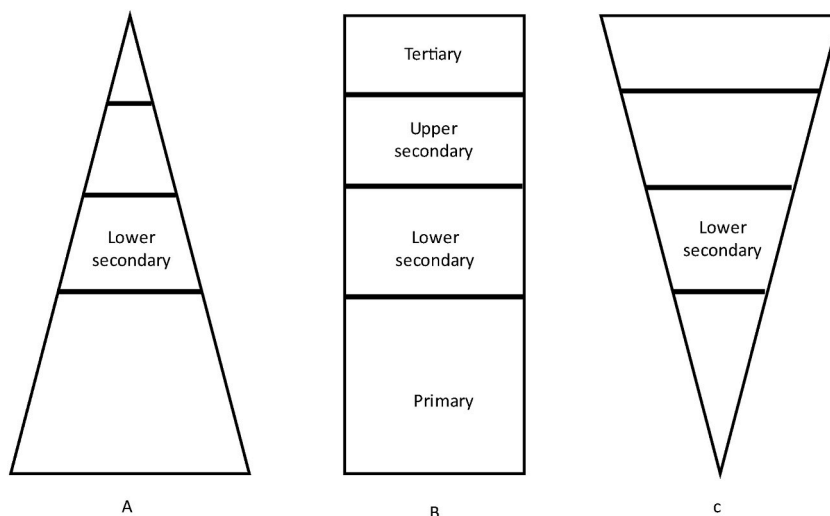 Tertiary
Upper
secondary
Lower
secondary
Lower
secondary
Lower
secondary
Primary
A
B
c